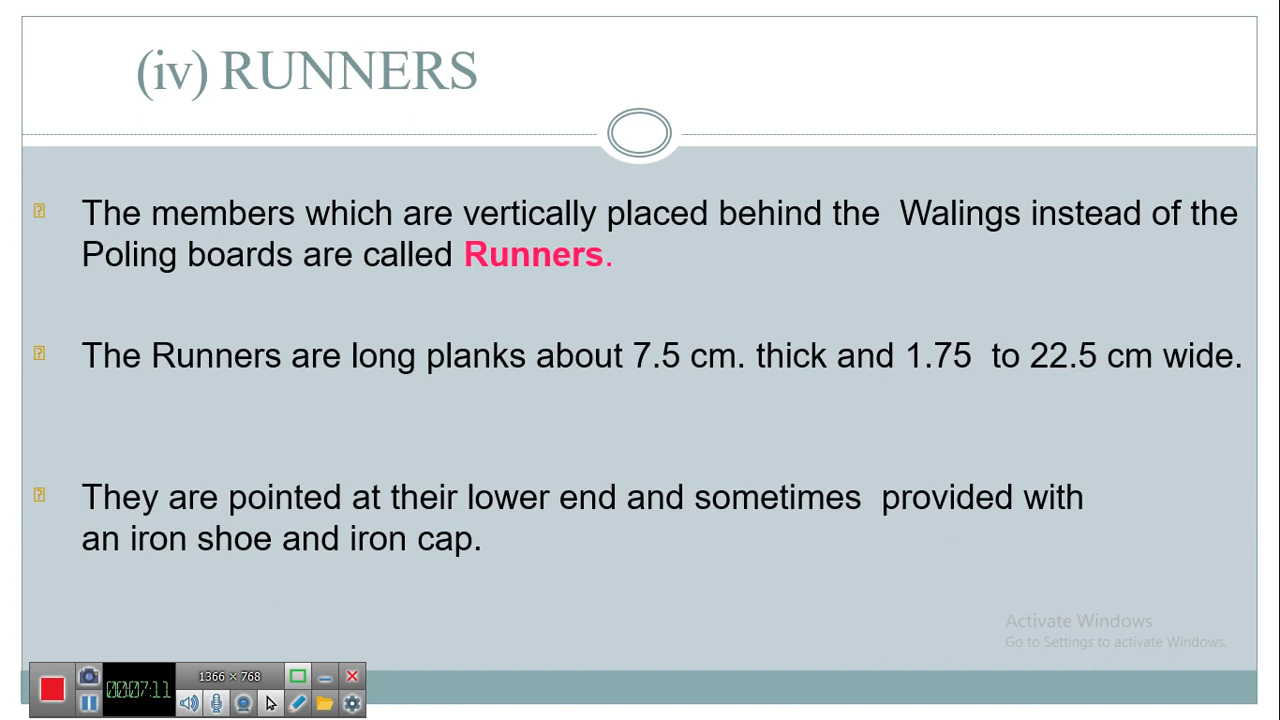 (iv) RUNNERS
The members which are vertically placed behind the Walings instead of the
Poling boards are called Runners.
The Runners are long planks about 7.5 cm. thick and 1.75 to 22.5 cm wide.
They are pointed at their lower end and sometimes provided with
an iron shoe and iron cap.
Activate Windows
Go to Settings to activate Windows.
1366 × 768
00:07:11